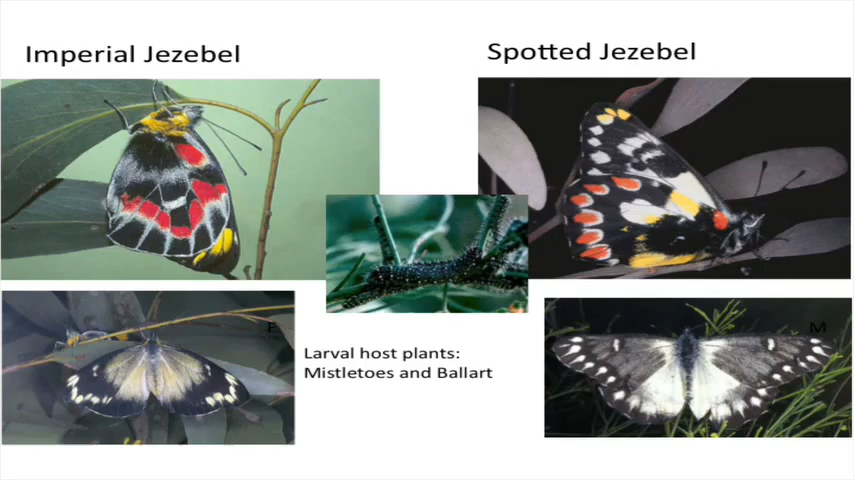 Imperial Jezebel
Spotted Jezebel
F
M
Larval host plants:
Mistletoes and Ballart